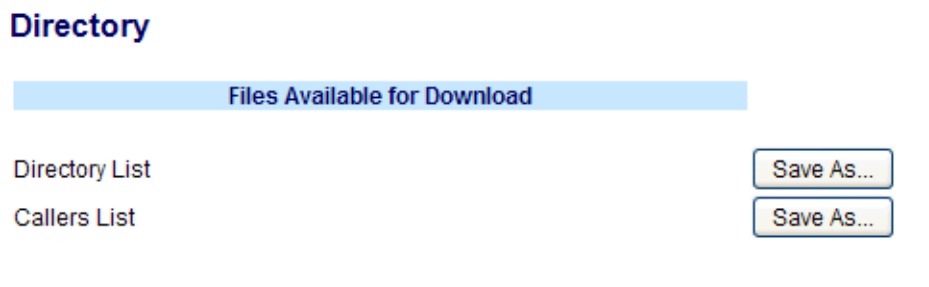 Directory
Files Available for Download
Directory List Save As...
Callers List Save As...